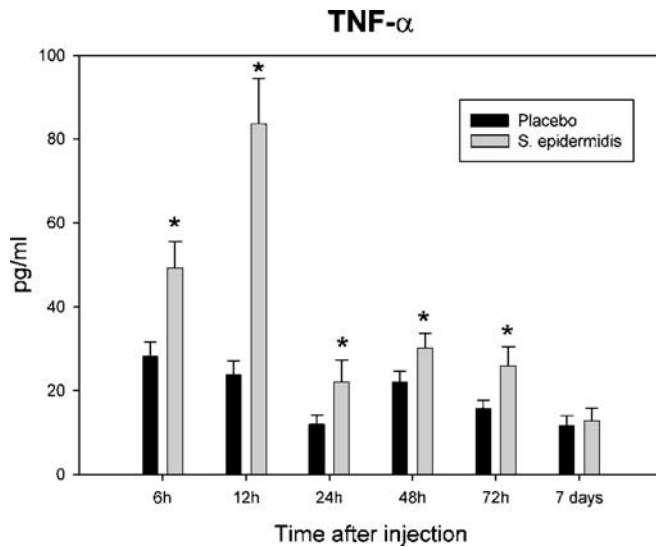 TNF-α
100
80
60
40
20
0
pg/ml
Placebo
S. epidermidis
*
*
*
*
*
6h 12h 24h 48h 72h 7 days
Time after injection